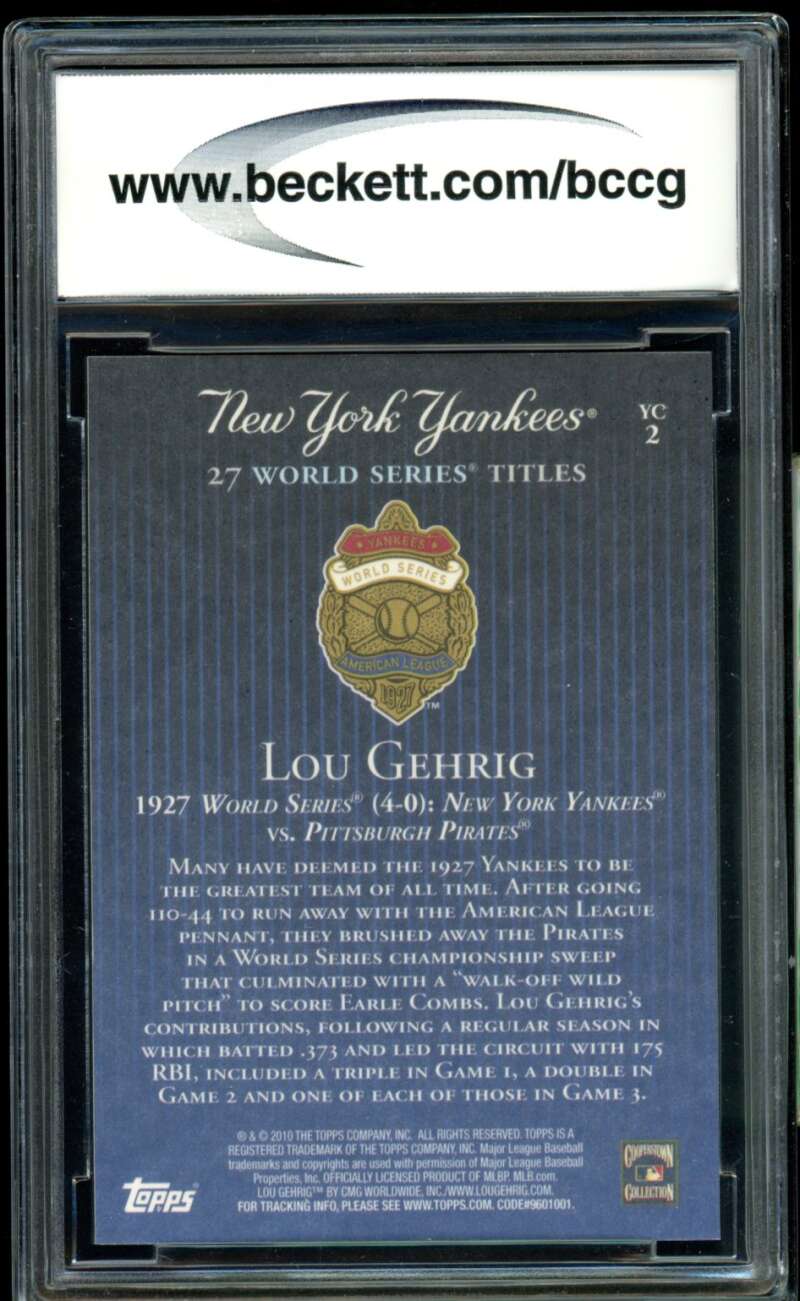 www.beckett.com/bccg
New York Yankees®
YC
2
27 WORLD SERIES® TITLES
YANKEES
WORLD SERIES
AMERICAN LEAGUE
1927
™
LOU GEHRIG
1927 WORLD SERIES® (4-0): NEW YORK YANKEES®
VS. PITTSBURGH PIRATES®
MANY HAVE DEEMED THE 1927 YANKEES TO BE
THE GREATEST TEAM OF ALL TIME. AFTER GOING
110-44 TO RUN AWAY WITH THE AMERICAN LEAGUE
PENNANT, THEY BRUSHED AWAY THE PIRATES
IN A WORLD SERIES CHAMPIONSHIP SWEEP
THAT CULMINATED WITH A “WALK-OFF WILD
PITCH” TO SCORE EARLE COMBS. LOU GEHRIG'S
CONTRIBUTIONS, FOLLOWING A REGULAR SEASON IN
WHICH BATTED .373 AND LED THE CIRCUIT WITH 175
RBI, INCLUDED A TRIPLE IN GAME 1, A DOUBLE IN
GAME 2 AND ONE OF EACH OF THOSE IN GAME 3.
® & © 2010 THE TOPPS COMPANY, INC. ALL RIGHTS RESERVED. TOPPS IS A
REGISTERED TRADEMARK OF THE TOPPS COMPANY, INC. Major League Baseball
trademarks and copyrights are used with permission of Major League Baseball
Properties, Inc. OFFICIALLY LICENSED PRODUCT OF MLBP. MLB.com.
LOU GEHRIG™ BY CMG WORLDWIDE, INC./WWW.LOUGEHRIG.COM.
FOR TRACKING INFO, PLEASE SEE WWW.TOPPS.COM. CODE#9601001.
topps®
COOPERSTOWN
COLLECTION